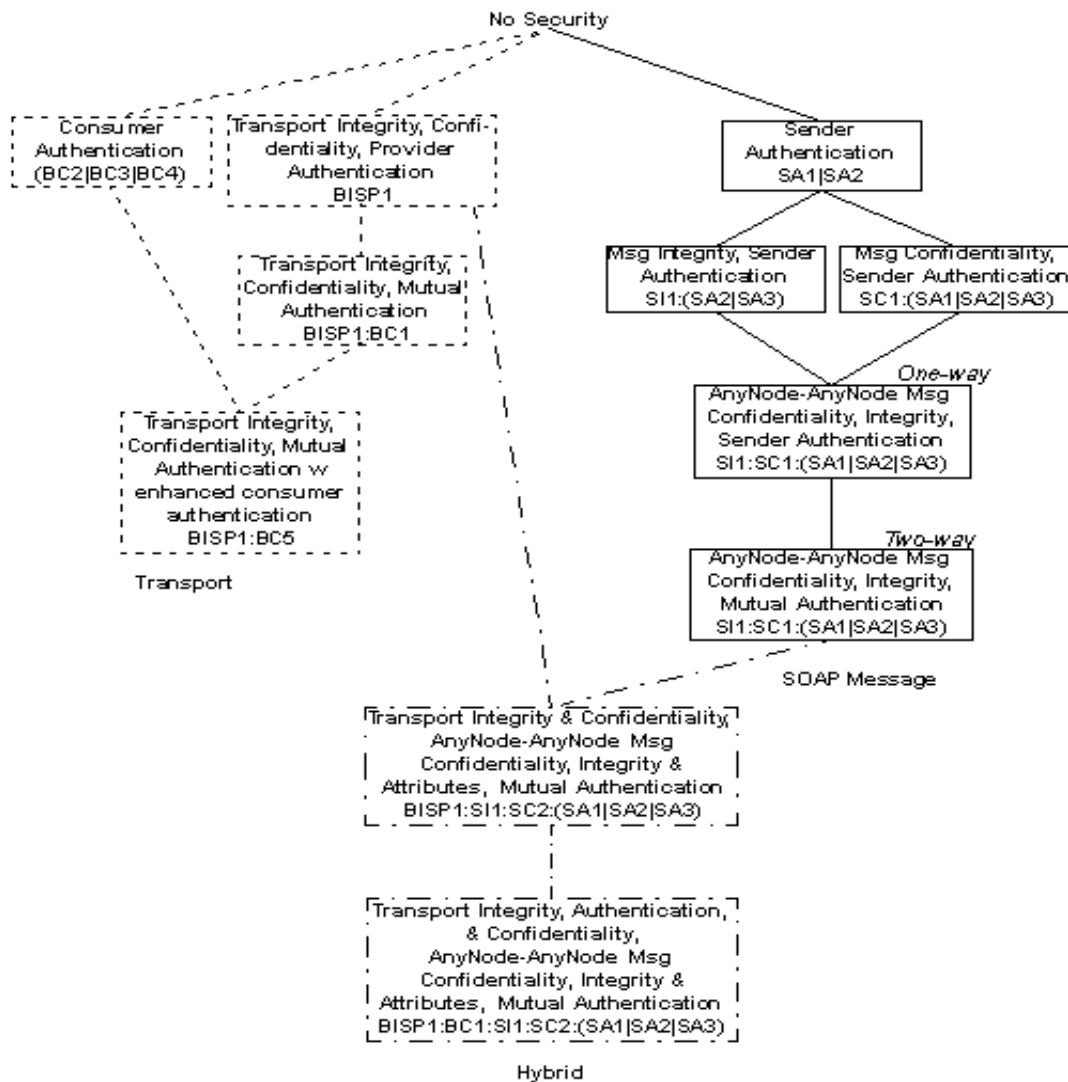 No Security
Consumer
Authentication
(BC2|BC3|BC4)
Transport Integrity, Confi-
dentiality, Provider
Authentication
BISP1
Sender
Authentication
SA1|SA2
Transport Integrity,
Confidentiality, Mutual
Authentication
BISP1:BC1
Msg Integrity, Sender
Authentication
SI1:(SA2|SA3)
Msg Confidentiality,
Sender Authentication
SC1:(SA1|SA2|SA3)
One-way
AnyNode-AnyNode Msg
Confidentiality, Integrity,
Sender Authentication
SI1:SC1:(SA1|SA2|SA3)
Transport Integrity,
Confidentiality, Mutual
Authentication w
enhanced consumer
authentication
BISP1:BC5
Transport
Two-way
AnyNode-AnyNode Msg
Confidentiality, Integrity,
Mutual Authentication
SI1:SC1:(SA1|SA2|SA3)
SOAP Message
Transport Integrity & Confidentiality,
AnyNode-AnyNode Msg
Confidentiality, Integrity &
Attributes, Mutual Authentication
BISP1:SI1:SC2:(SA1|SA2|SA3)
Transport Integrity, Authentication,
& Confidentiality,
AnyNode-AnyNode Msg
Confidentiality, Integrity &
Attributes, Mutual Authentication
BISP1:BC1:SI1:SC2:(SA1|SA2|SA3)
Hybrid